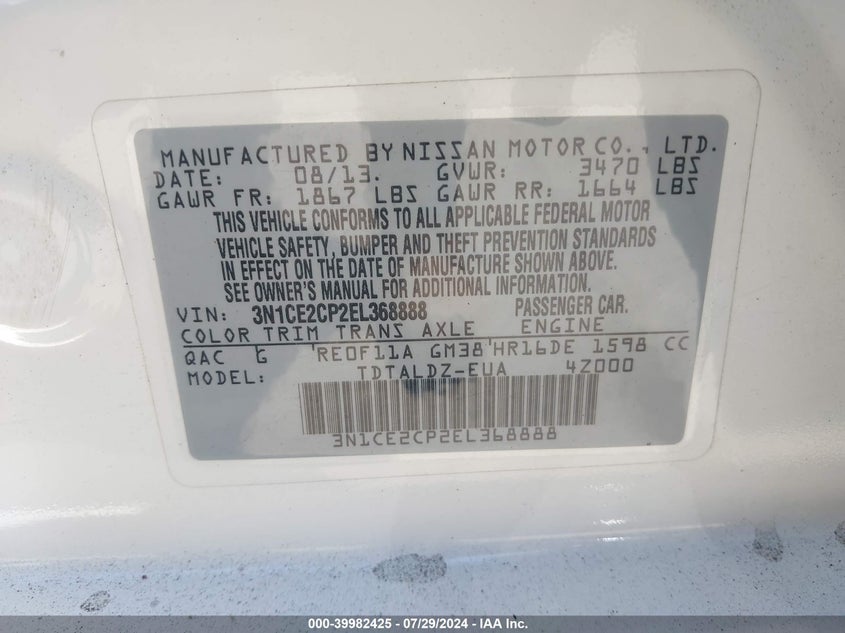 MANUFACTURED BY NISSAN MOTOR CO., LTD.
DATE: 08/13. GVWR: 3470 LBS
GAWR FR: 1867 LBS GAWR RR: 1664 LBS
THIS VEHICLE CONFORMS TO ALL APPLICABLE FEDERAL MOTOR
VEHICLE SAFETY, BUMPER AND THEFT PREVENTION STANDARDS
IN EFFECT ON THE DATE OF MANUFACTURE SHOWN ABOVE.
SEE OWNER'S MANUAL FOR ADDITIONAL INFORMATION.
VIN: 3N1CE2CP2EL368888 PASSENGER CAR.
COLOR TRIM TRANS AXLE ENGINE
QAC G RE0F11A GM38 HR16DE 1598 CC
MODEL: TDTALDZ-EUA 4Z000
3N1CE2CP2EL368888
000-39982425 - 07/29/2024 - IAAI.com